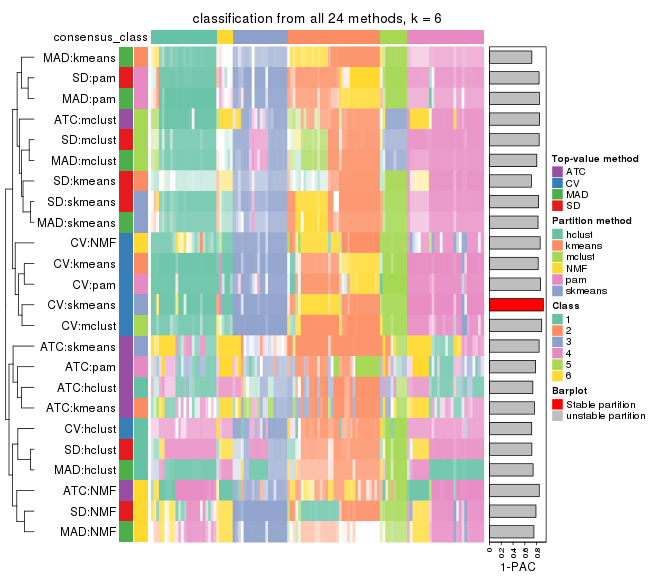 classification from all 24 methods, k = 6
consensus_class
MAD:kmeans
SD:pam
MAD:pam
ATC:mclust
SD:mclust
MAD:mclust
SD:kmeans
SD:skmeans
MAD:skmeans
CV:NMF
CV:kmeans
CV:pam
CV:skmeans
CV:mclust
ATC:skmeans
ATC:pam
ATC:hclust
ATC:kmeans
CV:hclust
SD:hclust
MAD:hclust
ATC:NMF
SD:NMF
MAD:NMF
0 0.2 0.4 0.6 0.8
1-PAC
Top-value method
ATC
CV
MAD
SD
Partition method
hclust
kmeans
mclust
NMF
pam
skmeans
Class
1
2
3
4
5
6
Barplot
Stable partition
unstable partition